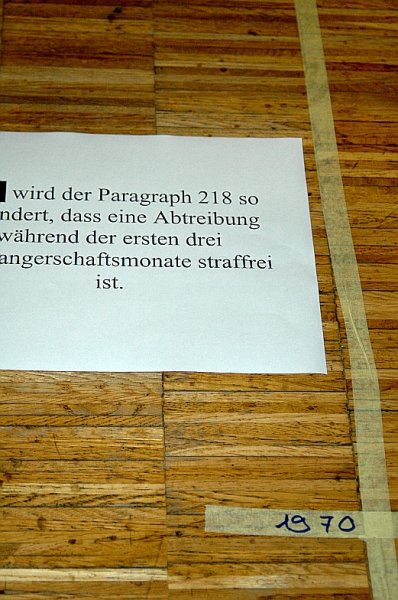 wird der Paragraph 218 so
ndert, dass eine Abtreibung
während der ersten drei
angerschaftsmonate straffrei
ist.
1970